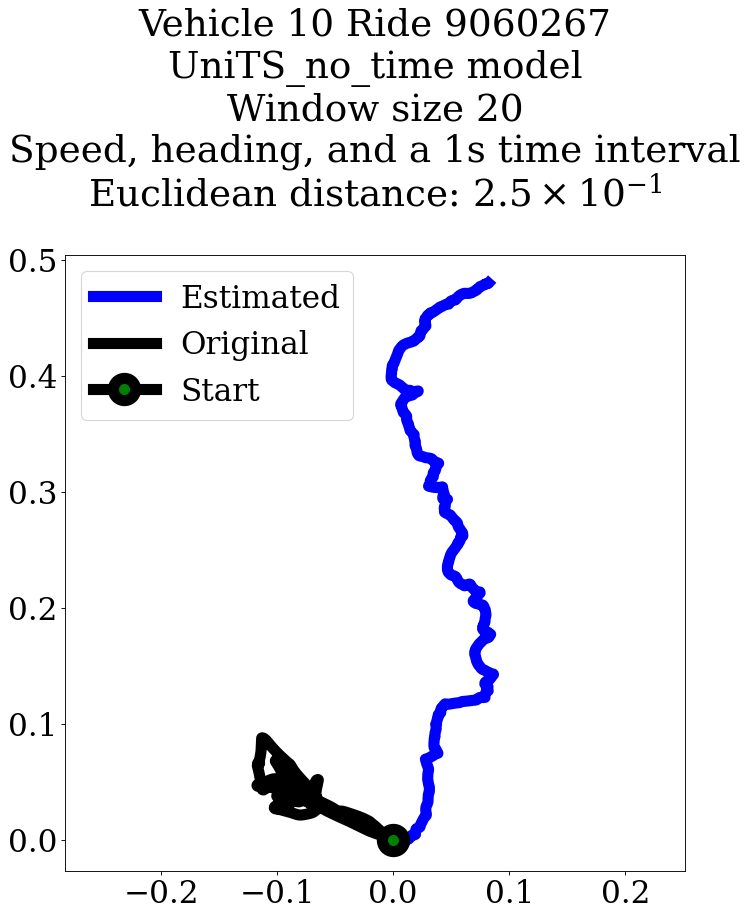 Vehicle 10 Ride 9060267
UniTS_no_time model
Window size 20
Speed, heading, and a 1s time interval
Euclidean distance: 2.5 × 10⁻¹
0.5
Estimated
Original
Start
0.4
0.3
0.2
0.1
0.0
−0.2
−0.1
0.0
0.1
0.2